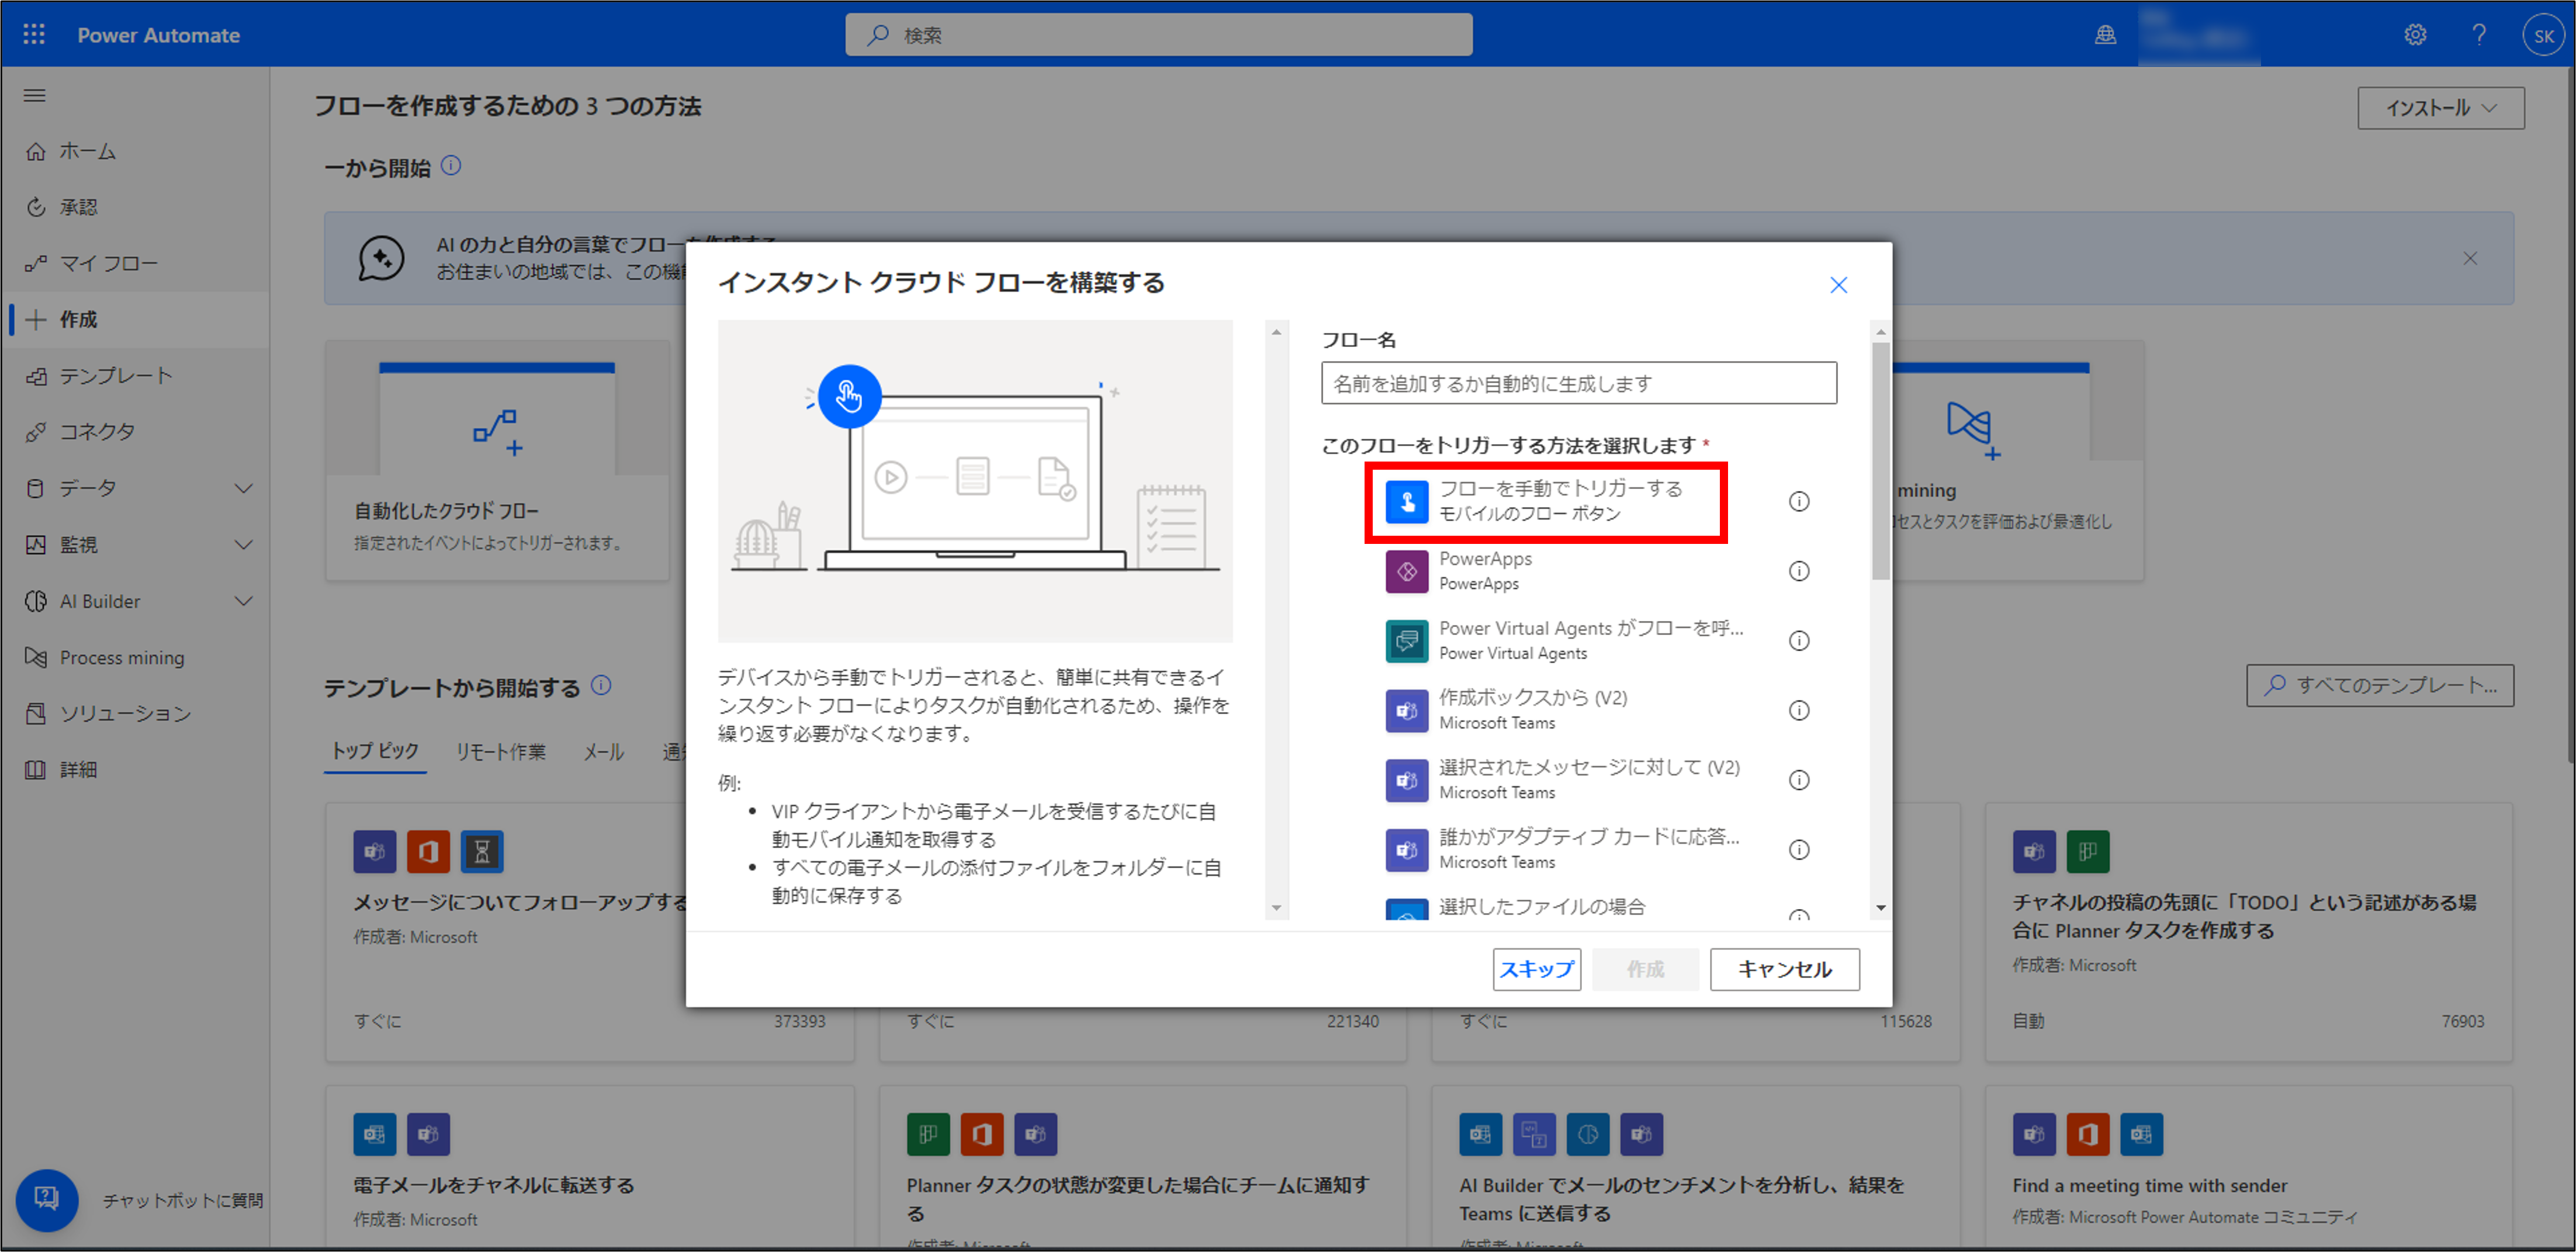 Power Automate
検索
SK
フローを作成するための 3 つの方法
インストール
ホーム
承認
マイ フロー
作成
テンプレート
コネクタ
データ
監視
AI Builder
Process mining
ソリューション
詳細
チャットボットに質問
一から開始
AI の力と自分の言葉でフローを作成する
お住まいの地域では、この機能
自動化したクラウド フロー
指定されたイベントによってトリガーされます。
mining
セスとタスクを評価および最適化し
インスタント クラウド フローを構築する
デバイスから手動でトリガーされると、簡単に共有できるイ
ンスタント フローによりタスクが自動化されるため、操作を
繰り返す必要がなくなります。
例:
• VIP クライアントから電子メールを受信するたびに自
動モバイル通知を取得する
• すべての電子メールの添付ファイルをフォルダーに自
動的に保存する
フロー名
名前を追加するか自動的に生成します
このフローをトリガーする方法を選択します *
フローを手動でトリガーする
モバイルのフロー ボタン
PowerApps
PowerApps
Power Virtual Agents がフローを呼...
Power Virtual Agents
作成ボックスから (V2)
Microsoft Teams
選択されたメッセージに対して (V2)
Microsoft Teams
誰かがアダプティブ カードに応答...
Microsoft Teams
選択したファイルの場合
スキップ
作成
キャンセル
テンプレートから開始する
すべてのテンプレート...
トップ ピック
リモート作業
メール
通知
メッセージについてフォローアップする
作成者: Microsoft
すぐに
373393
すぐに
221340
すぐに
115628
チャネルの投稿の先頭に「TODO」という記述がある場
合に Planner タスクを作成する
作成者: Microsoft
自動
76903
電子メールをチャネルに転送する
作成者: Microsoft
Planner タスクの状態が変更した場合にチームに通知す
る
作成者: Microsoft
AI Builder でメールのセンチメントを分析し、結果を
Teams に送信する
作成者: Microsoft
Find a meeting time with sender
作成者: Microsoft Power Automate コミュニティ